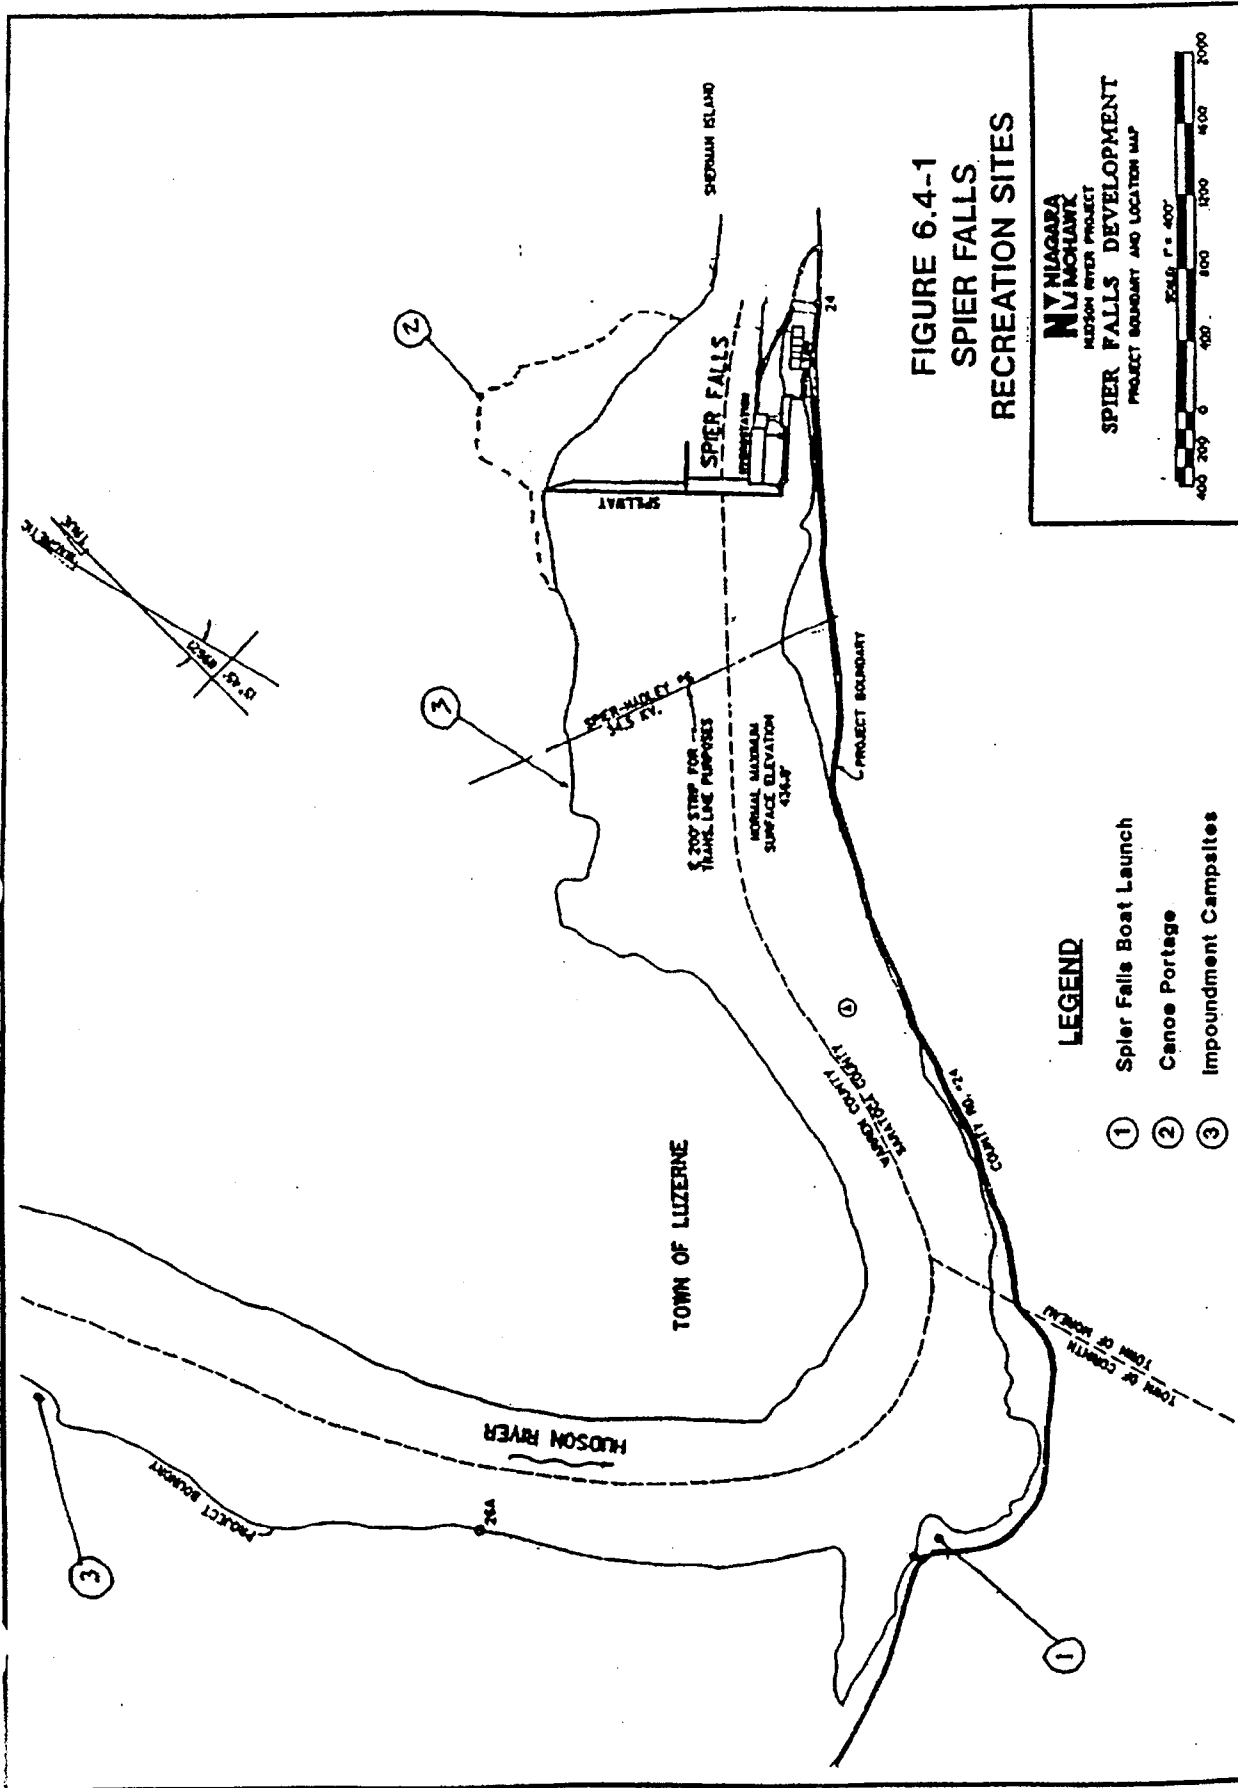 FIGURE 6.4-1
SPIER FALLS
RECREATION SITES
NIAGARA
MOHAWK
HUDSON RIVER PROJECT
SPIER FALLS DEVELOPMENT
PROJECT BOUNDARY AND LOCATION MAP
SCALE 1" = 400'
400 200 0 400 800 1200 1600 2000
LEGEND
1 Spier Falls Boat Launch
2 Canoe Portage
3 Impoundment Campsites
MAGNETIC
TRUE
13° 45'
2
3
3
1
SHERMAN ISLAND
SPIER FALLS
SPILLWAY
24
200' STRIP FOR
TRANS. LINE PURPOSES
NORMAL MAXIMUM
SURFACE ELEVATION
PROJECT BOUNDARY
WARREN COUNTY
SARATOGA COUNTY
COUNTY RD. #24
TOWN OF LUZERNE
HUDSON RIVER
26A
PROJECT BOUNDRY
TOWN OF CORINTH
TOWN OF MOREAU